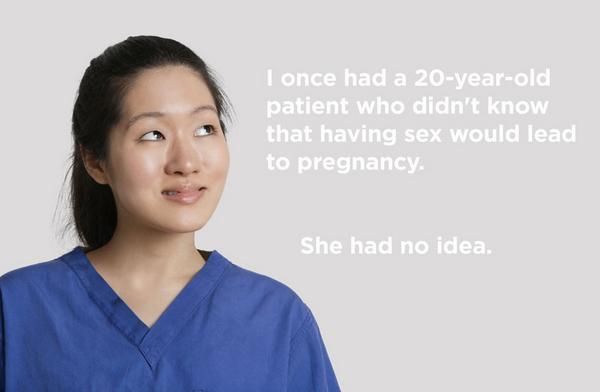 I once had a 20-year-old
patient who didn't know
that having sex would lead
to pregnancy.
She had no idea.